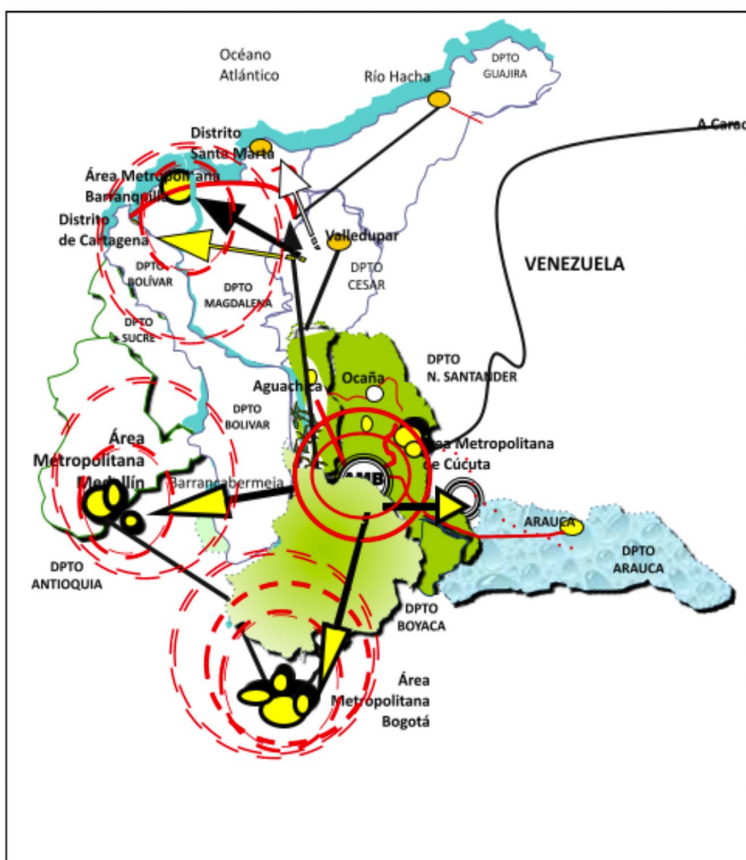 Océano
Atlántico
Río Hacha
DPTO
GUAJIRA
A Carac
Distrito
Santa Marta
Área Metropolitana
Barranquilla
Distrito
de Cartagena
Valledupar
DPTO
BOLÍVAR
DPTO
MAGDALENA
DPTO
CESAR
VENEZUELA
DPTO
SUCRE
Aguachica
Ocaña
DPTO
N. SANTANDER
DPTO
BOLIVAR
Área
Metropolitana
Medellín
Barrancabermeja
AMB
Área Metropolitana
de Cúcuta
ARAUCA
DPTO
ARAUCA
DPTO
ANTIOQUIA
DPTO
BOYACA
Área
Metropolitana
Bogotá